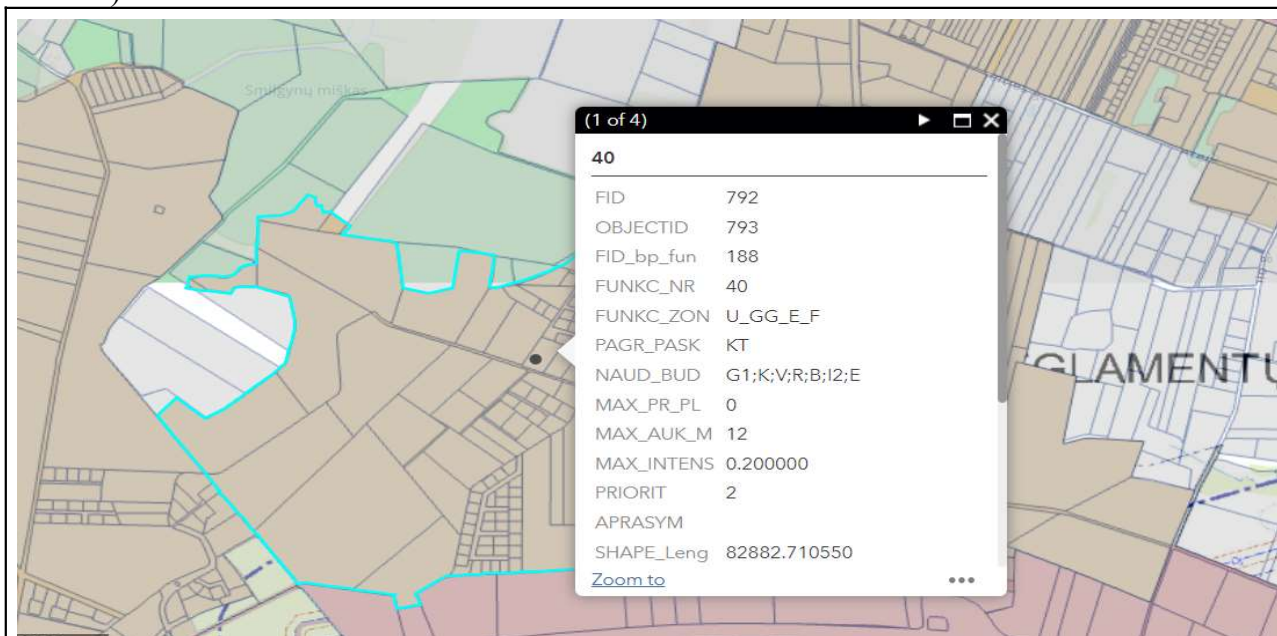 Smilgynų miškas
(1 of 4)
40
FID 792
OBJECTID 793
FID_bp_fun 188
FUNKC_NR 40
FUNKC_ZON U_GG_E_F
PAGR_PASK KT
NAUD_BUD G1;K;V;R;B;I2;E
MAX_PR_PL 0
MAX_AUK_M 12
MAX_INTENS 0.200000
PRIORIT 2
APRASYM
SHAPE_Leng 82882.710550
Zoom to
GLAMENTU